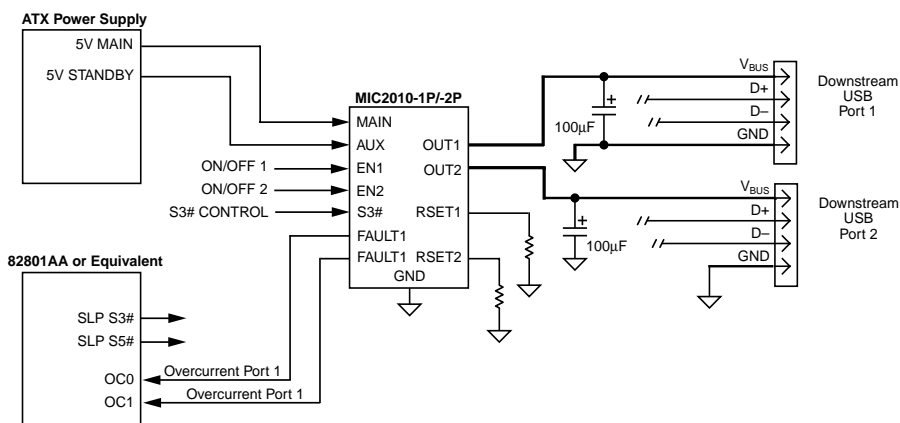 ATX Power Supply
5V MAIN
5V STANDBY
MIC2010-1P/-2P
MAIN
AUX
EN1
EN2
S3#
FAULT1
FAULT1
OUT1
OUT2
RSET1
RSET2
GND
ON/OFF 1
ON/OFF 2
S3# CONTROL
82801AA or Equivalent
SLP S3#
SLP S5#
OC0
OC1
Overcurrent Port 1
Overcurrent Port 1
+
100µF
VBUS
D+
D–
GND
Downstream
USB
Port 1
+
100µF
VBUS
D+
D–
GND
Downstream
USB
Port 2